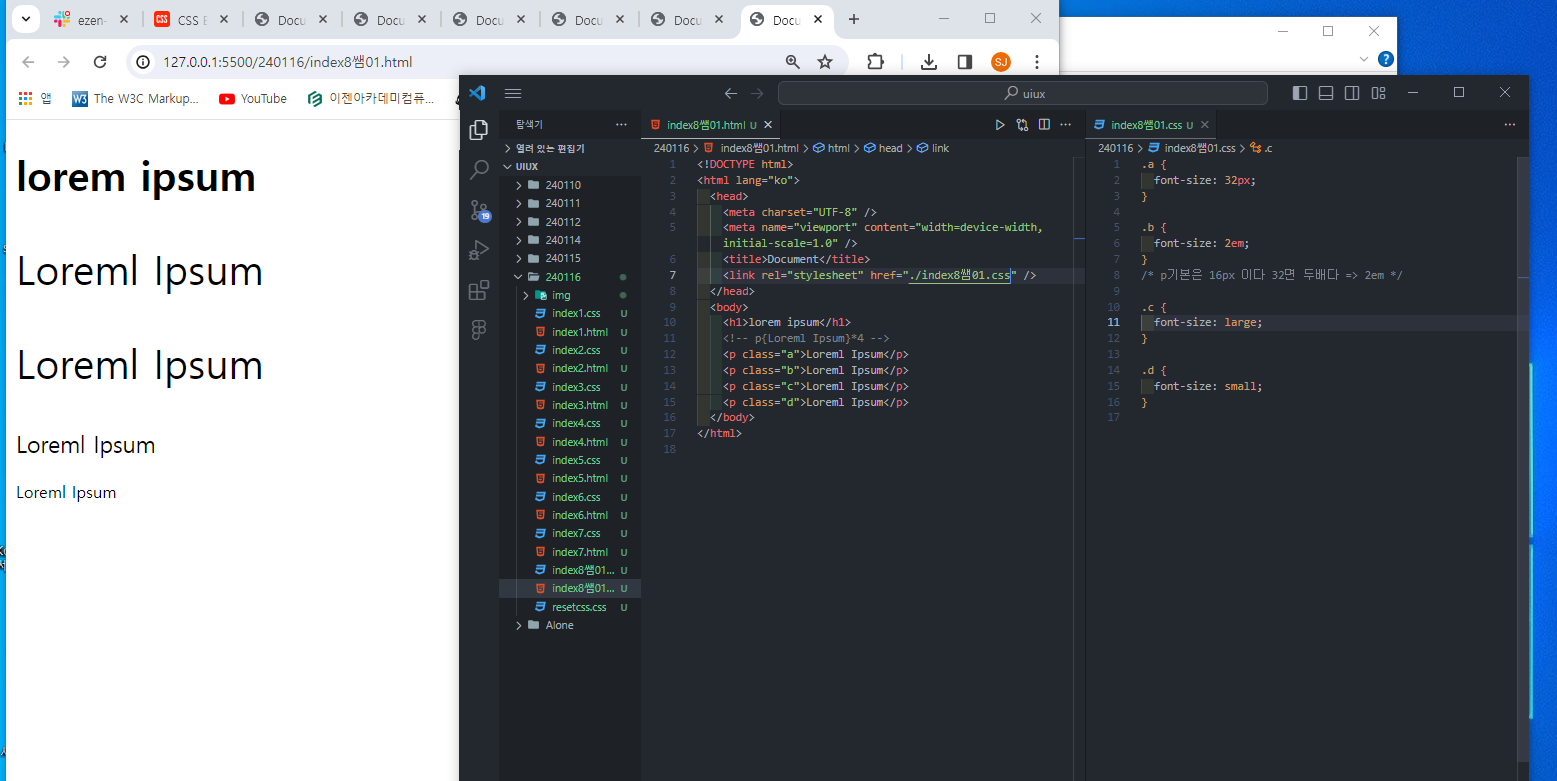 ezen-
CSS E
Docu
Docu
Docu
Docu
Docu
Docu
127.0.0.1:5500/240116/index8쌤01.html
SJ
앱
The W3C Markup...
YouTube
이젠아카데미컴퓨...
lorem ipsum
Loreml Ipsum
Loreml Ipsum
Loreml Ipsum
Loreml Ipsum
uiux
탐색기
열려 있는 편집기
UIUX
240110
240111
240112
240114
240115
240116
img
index1.css U
index1.html U
index2.css U
index2.html U
index3.css U
index3.html U
index4.css U
index4.html U
index5.css U
index5.html U
index6.css U
index6.html U
index7.css U
index7.html U
index8쌤01... U
index8쌤01... U
resetcss.css U
Alone
19
index8쌤01.html U
240116 > index8쌤01.html > html > head > link
1 <!DOCTYPE html>
2 <html lang="ko">
3 <head>
4 <meta charset="UTF-8" />
5 <meta name="viewport" content="width=device-width,
initial-scale=1.0" />
6 <title>Document</title>
7 <link rel="stylesheet" href="./index8쌤01.css" />
8 </head>
9 <body>
10 <h1>lorem ipsum</h1>
11 <!-- p{Loreml Ipsum}*4 -->
12 <p class="a">Loreml Ipsum</p>
13 <p class="b">Loreml Ipsum</p>
14 <p class="c">Loreml Ipsum</p>
15 <p class="d">Loreml Ipsum</p>
16 </body>
17 </html>
18
index8쌤01.css U
240116 > index8쌤01.css > .c
1 .a {
2 font-size: 32px;
3 }
4
5 .b {
6 font-size: 2em;
7 }
8 /* p기본은 16px 이다 32면 두배다 => 2em */
9
10 .c {
11 font-size: large;
12 }
13
14 .d {
15 font-size: small;
16 }
17